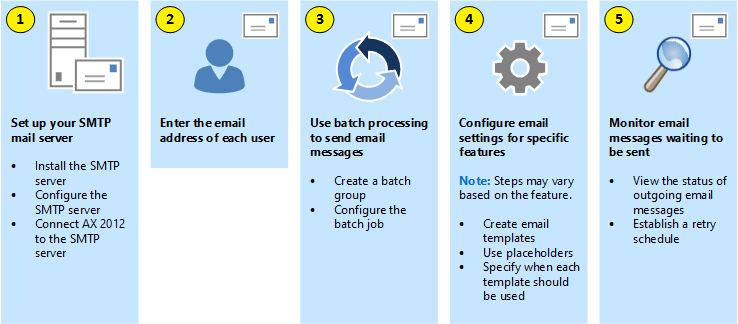 1
Set up your SMTP
mail server
• Install the SMTP
server
• Configure the
SMTP server
• Connect AX 2012
to the SMTP
server
2
Enter the email
address of each user
3
Use batch processing
to send email
messages
• Create a batch
group
• Configure the
batch job
4
Configure email
settings for specific
features
Note: Steps may vary
based on the feature.
• Create email
templates
• Use placeholders
• Specify when each
template should
be used
5
Monitor email
messages waiting to
be sent
• View the status of
outgoing email
messages
• Establish a retry
schedule